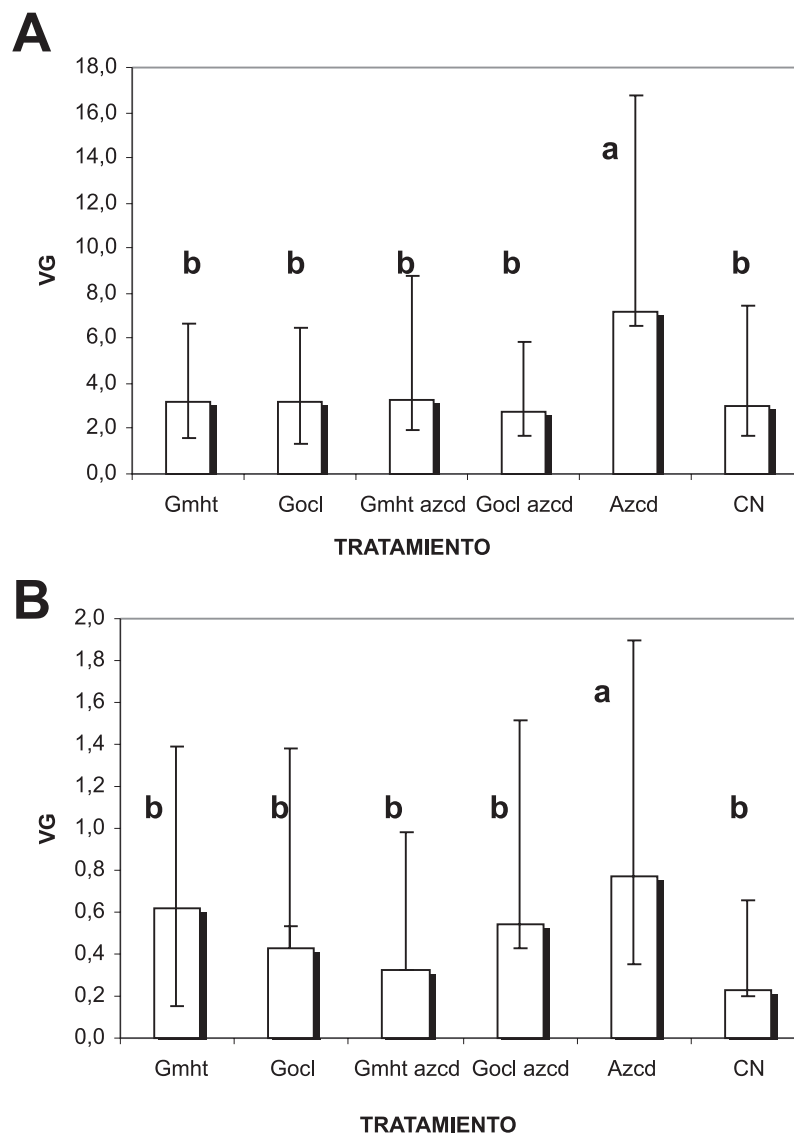 A
18,0
16,0
14,0
a
12,0
10,0
b b b b b
VG
8,0
6,0
4,0
2,0
0,0
Gmht Gocl Gmht azcd Gocl azcd Azcd CN
TRATAMIENTO
B
2,0
1,8
a
1,6
1,4
1,2
b b b b b
1,0
VG
0,8
0,6
0,4
0,2
0,0
Gmht Gocl Gmht azcd Gocl azcd Azcd CN
TRATAMIENTO